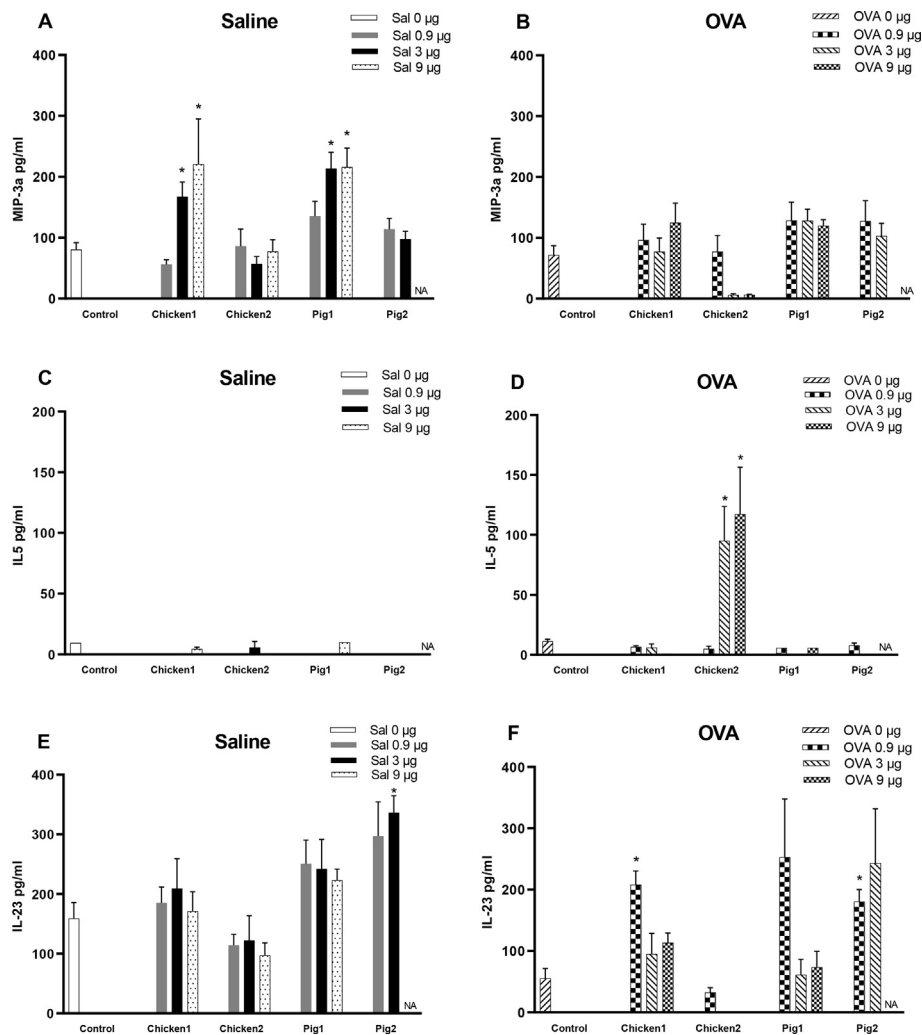 A
Saline
Sal 0 µg
Sal 0.9 µg
Sal 3 µg
Sal 9 µg
MIP-3a pg/ml
400
300
200
100
0
*
*
*
*
NA
Control Chicken1 Chicken2 Pig1 Pig2
B
OVA
OVA 0 µg
OVA 0.9 µg
OVA 3 µg
OVA 9 µg
MIP-3a pg/ml
400
300
200
100
0
NA
Control Chicken1 Chicken2 Pig1 Pig2
C
Saline
Sal 0 µg
Sal 0.9 µg
Sal 3 µg
Sal 9 µg
IL5 pg/ml
200
150
100
50
0
NA
Control Chicken1 Chicken2 Pig1 Pig2
D
OVA
OVA 0 µg
OVA 0.9 µg
OVA 3 µg
OVA 9 µg
IL-5 pg/ml
200
150
100
50
0
*
*
NA
Control Chicken1 Chicken2 Pig1 Pig2
E
Saline
Sal 0 µg
Sal 0.9 µg
Sal 3 µg
Sal 9 µg
IL-23 pg/ml
400
300
200
100
0
*
NA
Control Chicken1 Chicken2 Pig1 Pig2
F
OVA
OVA 0 µg
OVA 0.9 µg
OVA 3 µg
OVA 9 µg
IL-23 pg/ml
400
300
200
100
0
*
*
NA
Control Chicken1 Chicken2 Pig1 Pig2